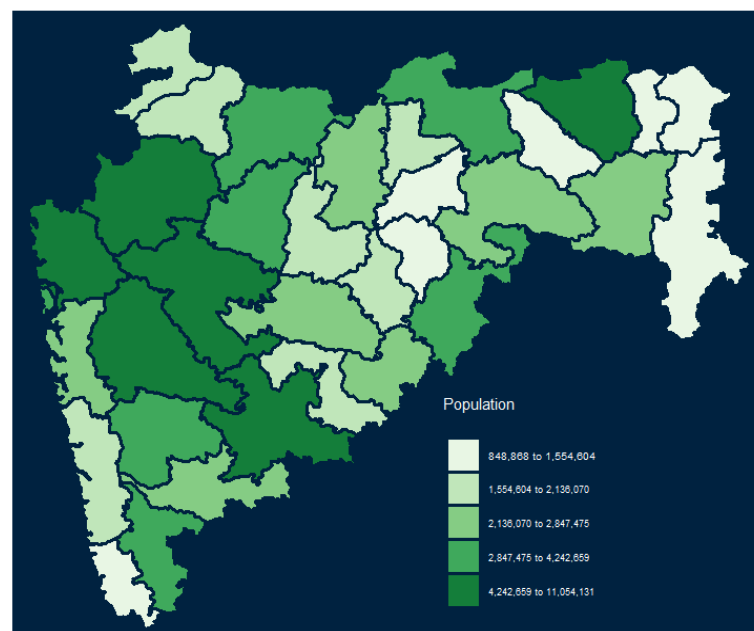 Population
848,868 to 1,554,604
1,554,604 to 2,136,070
2,136,070 to 2,847,475
2,847,475 to 4,242,659
4,242,659 to 11,054,131